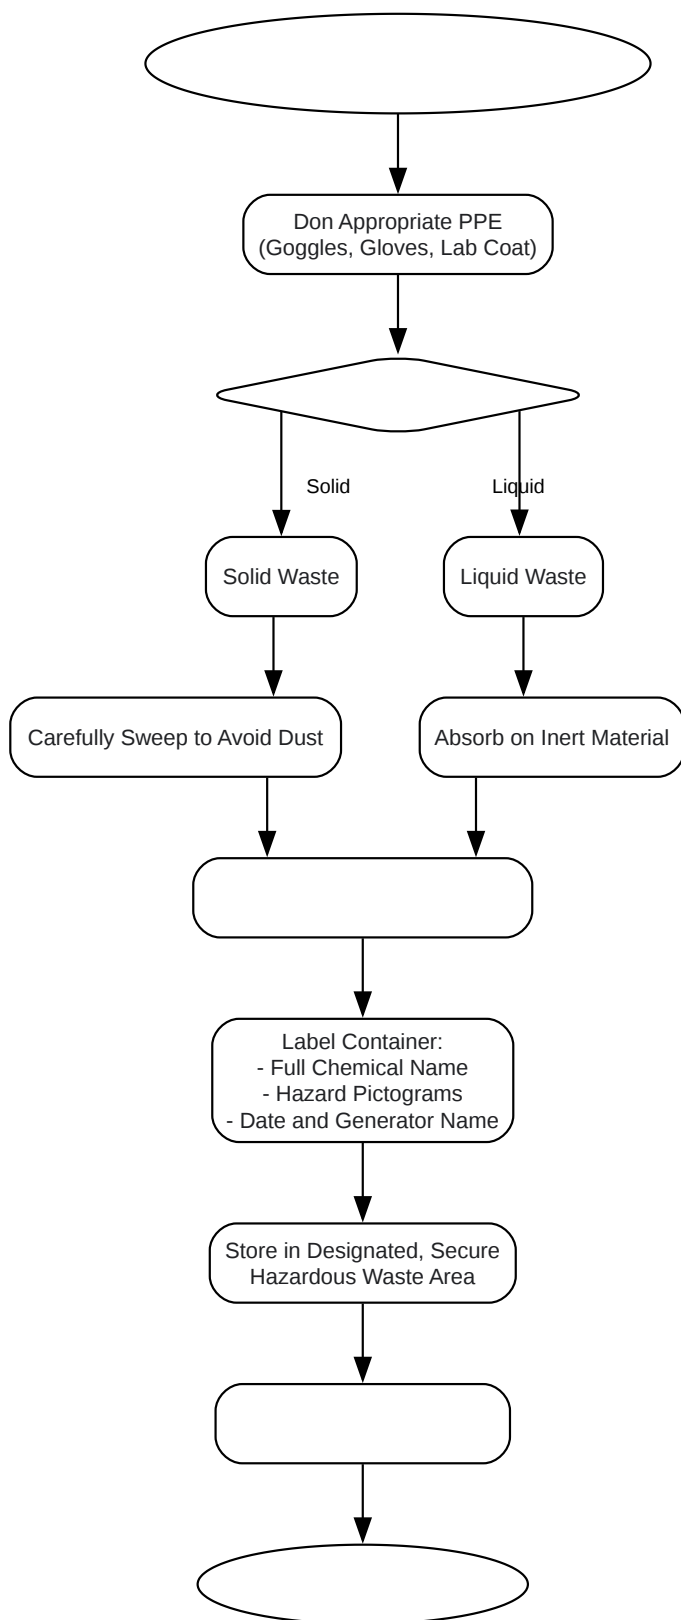 Don Appropriate PPE
(Goggles, Gloves, Lab Coat)
Solid
Liquid
Solid Waste
Liquid Waste
Carefully Sweep to Avoid Dust
Absorb on Inert Material
Label Container:
- Full Chemical Name
- Hazard Pictograms
- Date and Generator Name
Store in Designated, Secure
Hazardous Waste Area